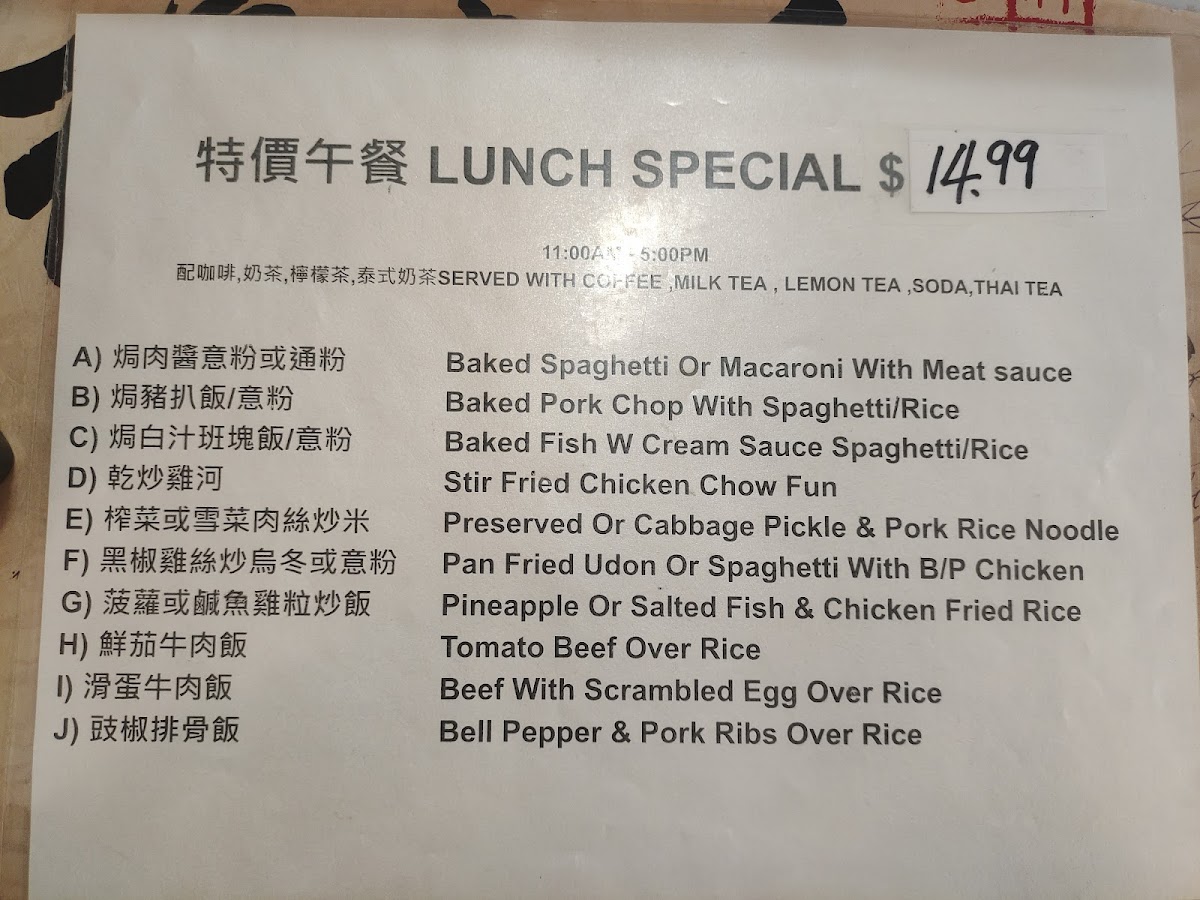 特價午餐 LUNCH SPECIAL $ 14.99
11:00AM - 5:00PM
配咖啡,奶茶,檸檬茶,泰式奶茶SERVED WITH COFFEE ,MILK TEA , LEMON TEA ,SODA,THAI TEA
A) 焗肉醬意粉或通粉 Baked Spaghetti Or Macaroni With Meat sauce
B) 焗豬扒飯/意粉 Baked Pork Chop With Spaghetti/Rice
C) 焗白汁班塊飯/意粉 Baked Fish W Cream Sauce Spaghetti/Rice
D) 乾炒雞河 Stir Fried Chicken Chow Fun
E) 榨菜或雪菜肉絲炒米 Preserved Or Cabbage Pickle & Pork Rice Noodle
F) 黑椒雞絲炒烏冬或意粉 Pan Fried Udon Or Spaghetti With B/P Chicken
G) 菠蘿或鹹魚雞粒炒飯 Pineapple Or Salted Fish & Chicken Fried Rice
H) 鮮茄牛肉飯 Tomato Beef Over Rice
I) 滑蛋牛肉飯 Beef With Scrambled Egg Over Rice
J) 豉椒排骨飯 Bell Pepper & Pork Ribs Over Rice